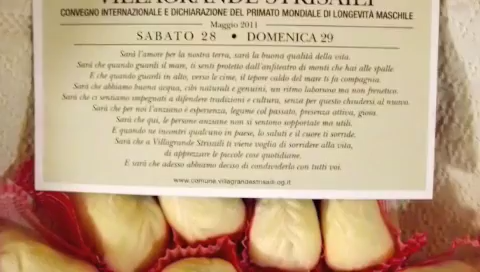 VILLAGRANDE STRISAILI
CONVEGNO INTERNAZIONALE E DICHIARAZIONE DEL PRIMATO MONDIALE DI LONGEVITÀ MASCHILE
Maggio 2011
SABATO 28 • DOMENICA 29
Sarà l'amore per la nostra terra, sarà la buona qualità della vita.
Sarà che quando guardi il mare, ti senti protetto dall'anfiteatro di monti che hai alle spalle.
E che quando guardi in alto, verso le cime, il tepore caldo del mare ti fa compagnia.
Sarà che abbiamo buona acqua, cibi naturali e genuini, un ritmo laborioso ma non frenetico.
Sarà che ci sentiamo impegnati a difendere tradizioni e cultura, senza per questo chiuderci al nuovo.
Sarà che per noi l'anziano è esperienza, legame col passato, presenza attiva, gioia.
Sarà che qui, le persone anziane non si sentono sopportate ma utili.
E quando ne incontri qualcuno in paese, lo saluti e il cuore ti sorride.
Sarà che a Villagrande Strisaili ti viene voglia di sorridere alla vita,
di apprezzare le piccole cose quotidiane.
E sarà che adesso abbiamo deciso di condividerlo con tutti voi.
www.comune.villagrandestrisaili.og.it